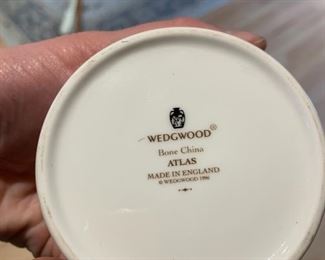 WEDGWOOD®
Bone China
ATLAS
MADE IN ENGLAND
© WEDGWOOD 1996